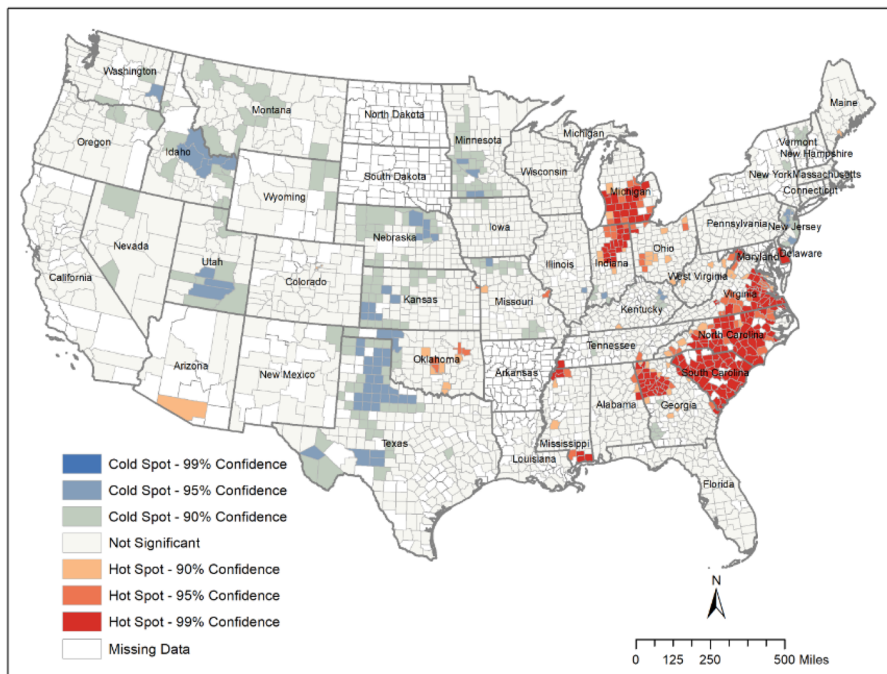 Washington
Montana
North Dakota
Minnesota
Michigan
Maine
Oregon
Idaho
South Dakota
Wisconsin
Michigan
Vermont
New Hampshire
New York Massachusetts
Connecticut
Wyoming
Nebraska
Iowa
Pennsylvania
New Jersey
Nevada
Utah
Colorado
Illinois
Indiana
Ohio
Maryland
Delaware
West Virginia
California
Kansas
Missouri
Kentucky
Virginia
Arizona
New Mexico
Oklahoma
Arkansas
Tennessee
North Carolina
South Carolina
Texas
Louisiana
Mississippi
Alabama
Georgia
Florida
Cold Spot - 99% Confidence
Cold Spot - 95% Confidence
Cold Spot - 90% Confidence
Not Significant
Hot Spot - 90% Confidence
Hot Spot - 95% Confidence
Hot Spot - 99% Confidence
Missing Data
N
0 125 250 500 Miles